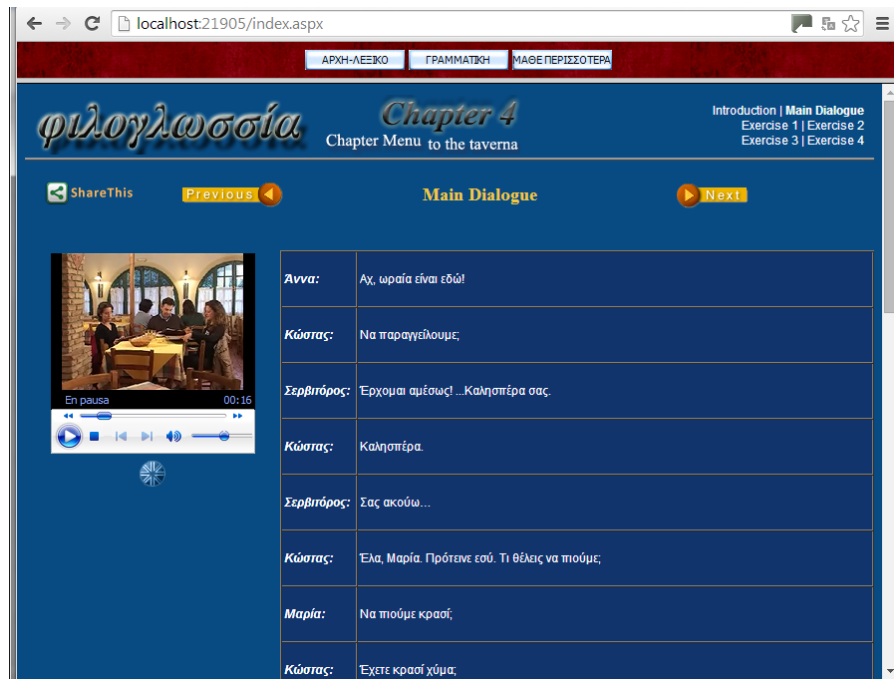 localhost:21905/index.aspx
ΑΡΧΗ-ΛΕΞΙΚΟ ΓΡΑΜΜΑΤΙΚΗ ΜΑΘΕ ΠΕΡΙΣΣΟΤΕΡΑ
φιλογλωσσία
Chapter 4
Chapter Menu to the taverna
Introduction | Main Dialogue
Exercise 1 | Exercise 2
Exercise 3 | Exercise 4
ShareThis Previous Main Dialogue Next
En pausa 00:16
Άννα: Αχ, ωραία είναι εδώ!
Κώστας: Να παραγγείλουμε;
Σερβιτόρος: Έρχομαι αμέσως! ...Καλησπέρα σας.
Κώστας: Καλησπέρα.
Σερβιτόρος: Σας ακούω...
Κώστας: Έλα, Μαρία. Πρότεινε εσύ. Τι θέλεις να πιούμε;
Μαρία: Να πιούμε κρασί;
Κώστας: Έχετε κρασί χύμα;